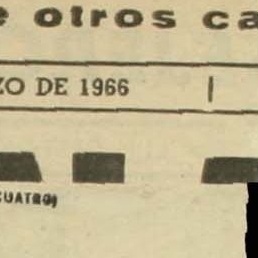 e otros ca
ZO DE 1966
CUATRO)